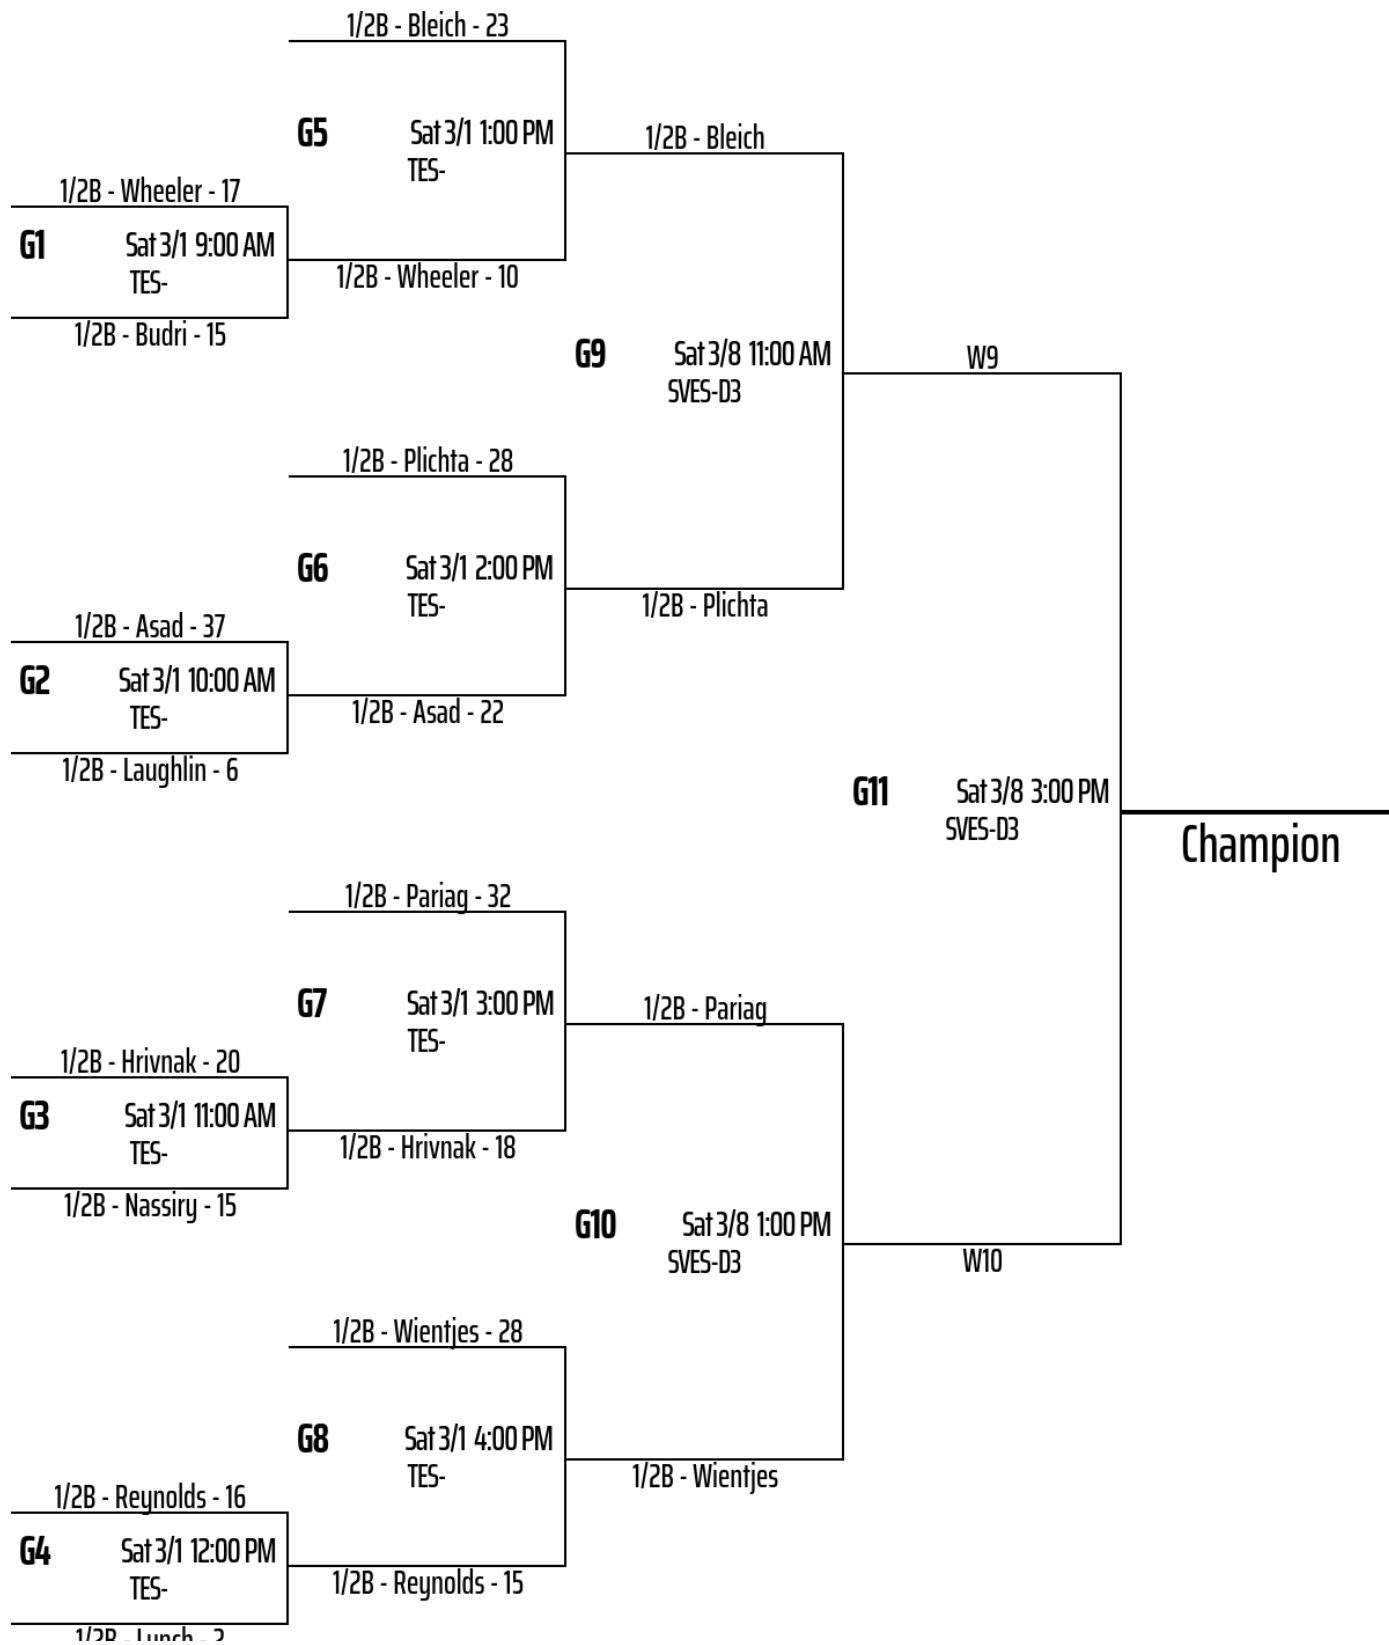 1/2B - Bleich - 23
G5 Sat 3/1 1:00 PM
TES-
1/2B - Bleich
1/2B - Wheeler - 17
G1 Sat 3/1 9:00 AM
TES-
1/2B - Wheeler - 10
1/2B - Budri - 15
G9 Sat 3/8 11:00 AM
SVES-D3
W9
1/2B - Plichta - 28
G6 Sat 3/1 2:00 PM
TES-
1/2B - Plichta
1/2B - Asad - 37
G2 Sat 3/1 10:00 AM
TES-
1/2B - Asad - 22
1/2B - Laughlin - 6
G11 Sat 3/8 3:00 PM
SVES-D3
Champion
1/2B - Pariag - 32
G7 Sat 3/1 3:00 PM
TES-
1/2B - Pariag
1/2B - Hrivnak - 20
G3 Sat 3/1 11:00 AM
TES-
1/2B - Hrivnak - 18
1/2B - Nassiry - 15
G10 Sat 3/8 1:00 PM
SVES-D3
W10
1/2B - Wientjes - 28
G8 Sat 3/1 4:00 PM
TES-
1/2B - Wientjes
1/2B - Reynolds - 16
G4 Sat 3/1 12:00 PM
TES-
1/2B - Reynolds - 15
1/2B - Lynch - 2